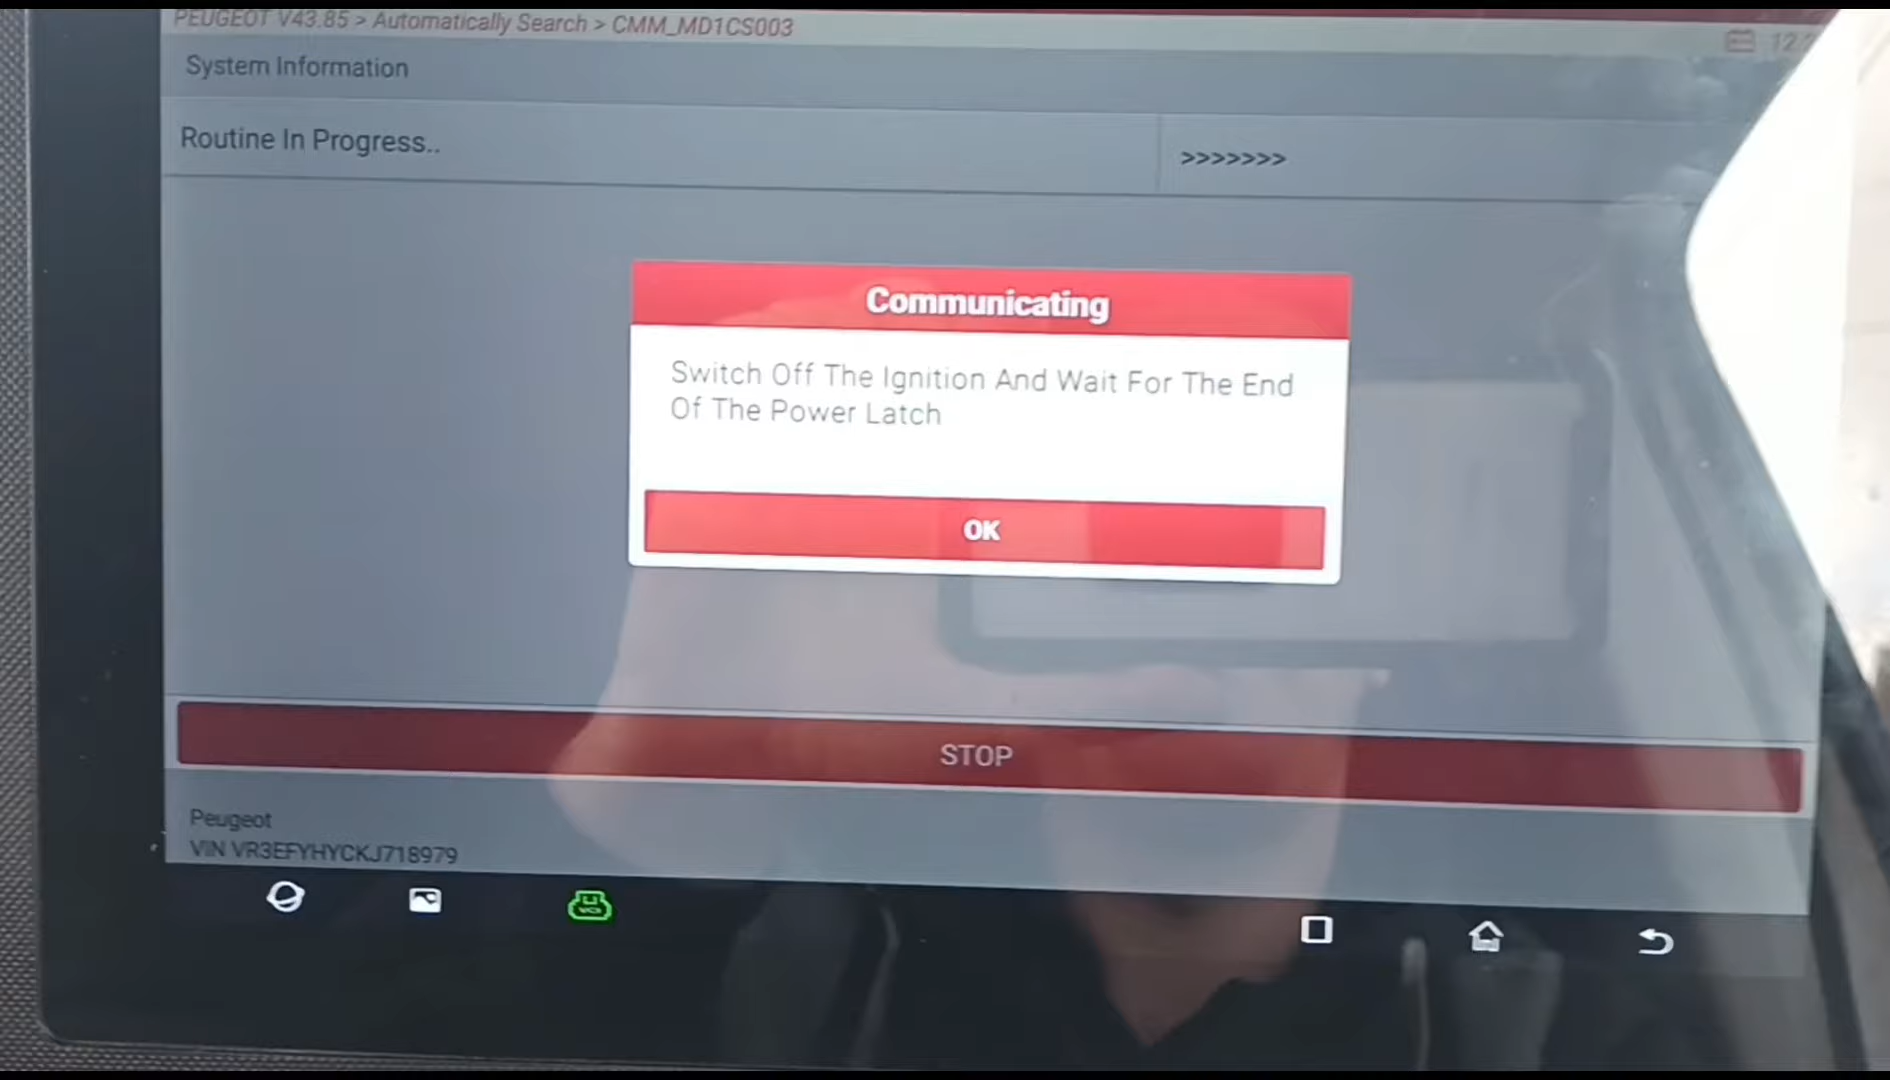 PEUGEOT V43.85 > Automatically Search > CMM_MD1CS003
System Information
Routine In Progress..
>>>>>>>
Communicating
Switch Off The Ignition And Wait For The End
Of The Power Latch
OK
STOP
Peugeot
VIN VR3EFYHYCKJ718979
VCI